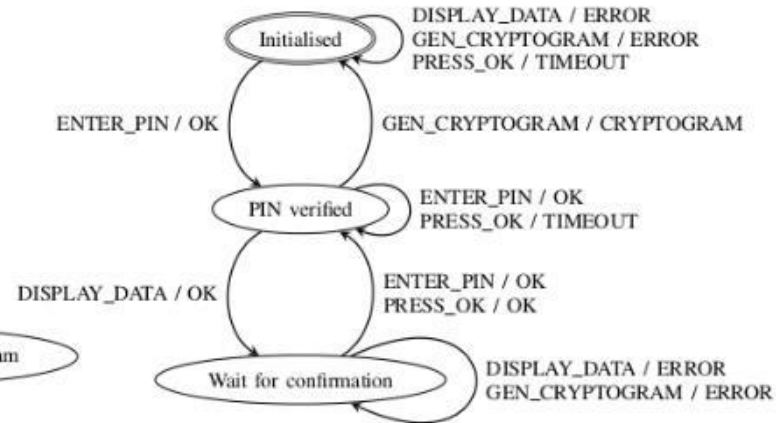 Initialised
DISPLAY_DATA / ERROR
GEN_CRYPTOGRAM / ERROR
PRESS_OK / TIMEOUT
ENTER_PIN / OK
GEN_CRYPTOGRAM / CRYPTOGRAM
PIN verified
ENTER_PIN / OK
PRESS_OK / TIMEOUT
DISPLAY_DATA / OK
ENTER_PIN / OK
PRESS_OK / OK
Wait for confirmation
DISPLAY_DATA / ERROR
GEN_CRYPTOGRAM / ERROR